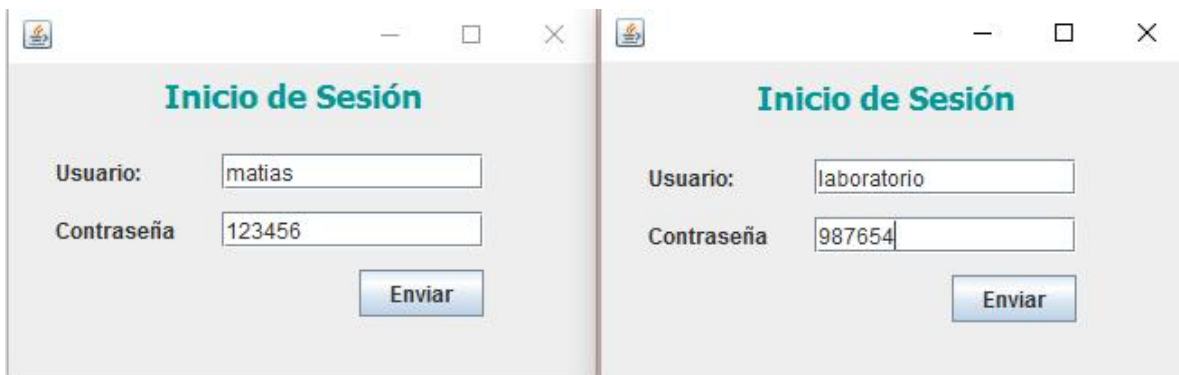 Inicio de Sesión
Usuario: matias
Contraseña 123456
Enviar
Inicio de Sesión
Usuario: laboratorio
Contraseña 987654
Enviar